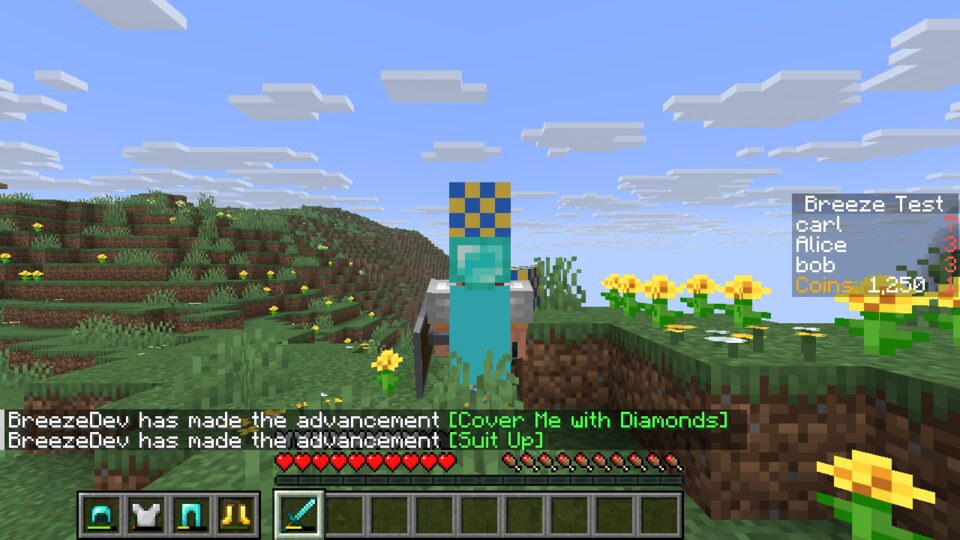 Breeze Test
carl 7
Alice 3
bob 3
Coins: 1,250 1
BreezeDev has made the advancement [Cover Me with Diamonds]
BreezeDev has made the advancement [Suit Up]